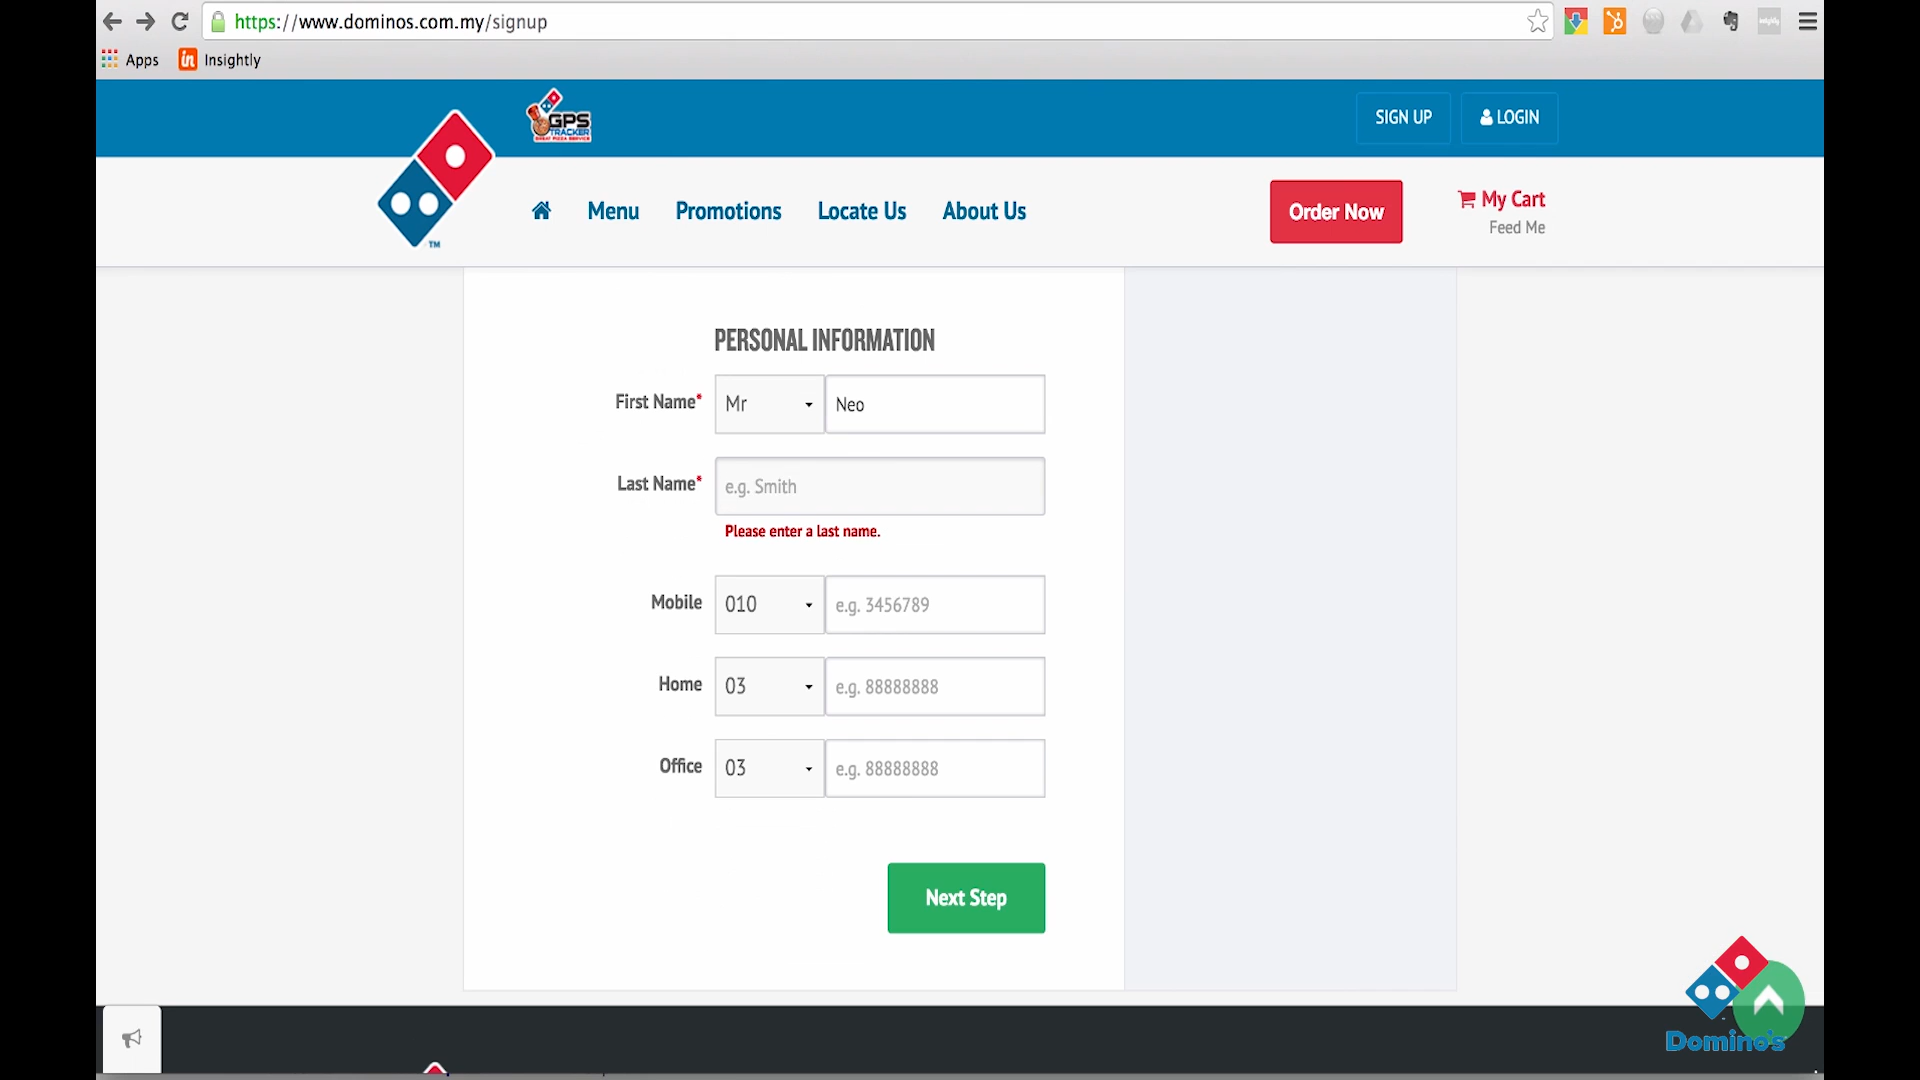 https://www.dominos.com.my/signup
Apps
in Insightly
GPS
TRACKER
SIGN UP
LOGIN
TM
Menu
Promotions
Locate Us
About Us
Order Now
My Cart
Feed Me
PERSONAL INFORMATION
First Name* Mr Neo
Last Name* e.g. Smith
Please enter a last name.
Mobile 010 e.g. 3456789
Home 03 e.g. 88888888
Office 03 e.g. 88888888
Next Step
Domino's